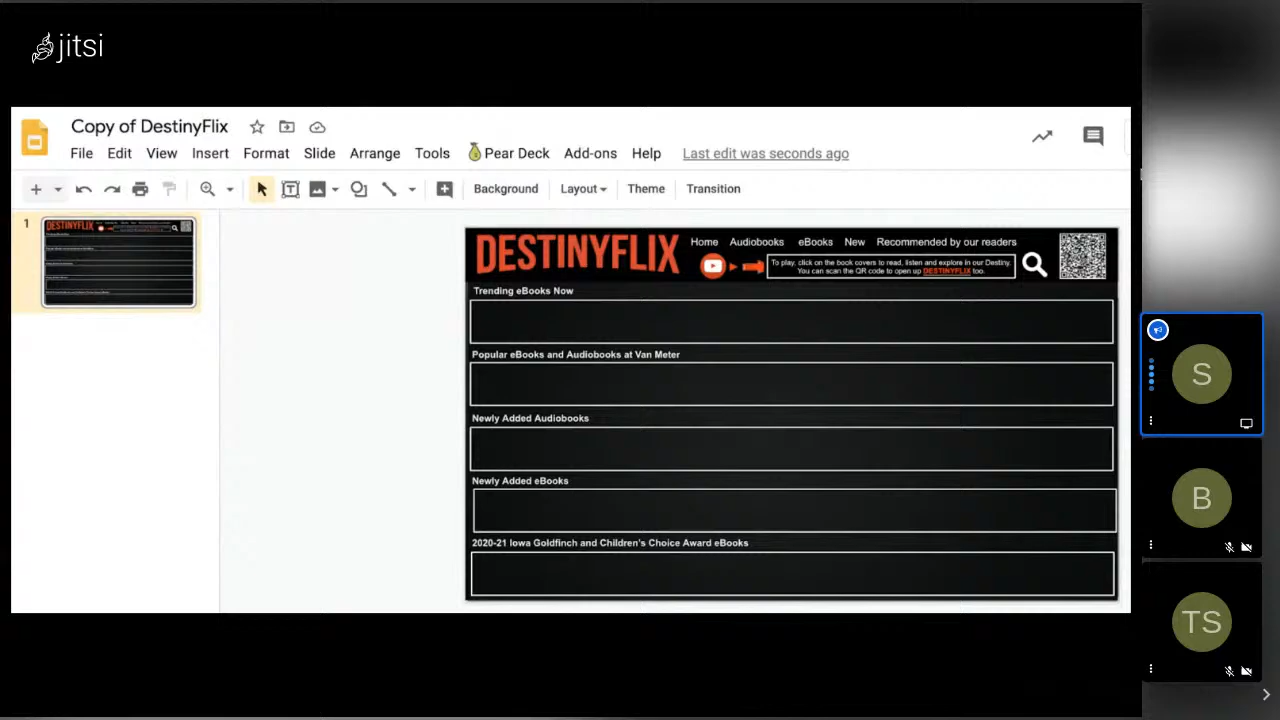 jitsi
Copy of DestinyFlix
File Edit View Insert Format Slide Arrange Tools Pear Deck Add-ons Help Last edit was seconds ago
Background Layout Theme Transition
1
DESTINYFLIX
Home Audiobooks eBooks New Recommended by our readers
To play, click on the book covers to read, listen and explore in our Destiny.
You can scan the QR code to open up DESTINYFLIX too.
Trending eBooks Now
Popular eBooks and Audiobooks at Van Meter
Newly Added Audiobooks
Newly Added eBooks
2020-21 Iowa Goldfinch and Children's Choice Award eBooks
S
B
TS